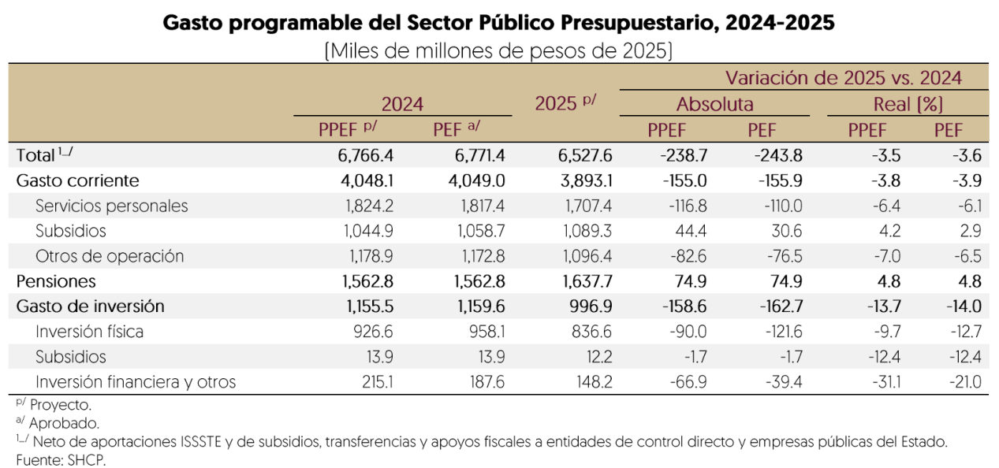 Gasto programable del Sector Público Presupuestario, 2024-2025
(Miles de millones de pesos de 2025)
Variación de 2025 vs. 2024
2024 2025 p/ Absoluta Real (%)
PPEF p/ PEF a/ PPEF PEF PPEF PEF
Total 1_/ 6,766.4 6,771.4 6,527.6 -238.7 -243.8 -3.5 -3.6
Gasto corriente 4,048.1 4,049.0 3,893.1 -155.0 -155.9 -3.8 -3.9
Servicios personales 1,824.2 1,817.4 1,707.4 -116.8 -110.0 -6.4 -6.1
Subsidios 1,044.9 1,058.7 1,089.3 44.4 30.6 4.2 2.9
Otros de operación 1,178.9 1,172.8 1,096.4 -82.6 -76.5 -7.0 -6.5
Pensiones 1,562.8 1,562.8 1,637.7 74.9 74.9 4.8 4.8
Gasto de inversión 1,155.5 1,159.6 996.9 -158.6 -162.7 -13.7 -14.0
Inversión física 926.6 958.1 836.6 -90.0 -121.6 -9.7 -12.7
Subsidios 13.9 13.9 12.2 -1.7 -1.7 -12.4 -12.4
Inversión financiera y otros 215.1 187.6 148.2 -66.9 -39.4 -31.1 -21.0
p/ Proyecto.
a/ Aprobado.
1_/ Neto de aportaciones ISSSTE y de subsidios, transferencias y apoyos fiscales a entidades de control directo y empresas públicas del Estado.
Fuente: SHCP.